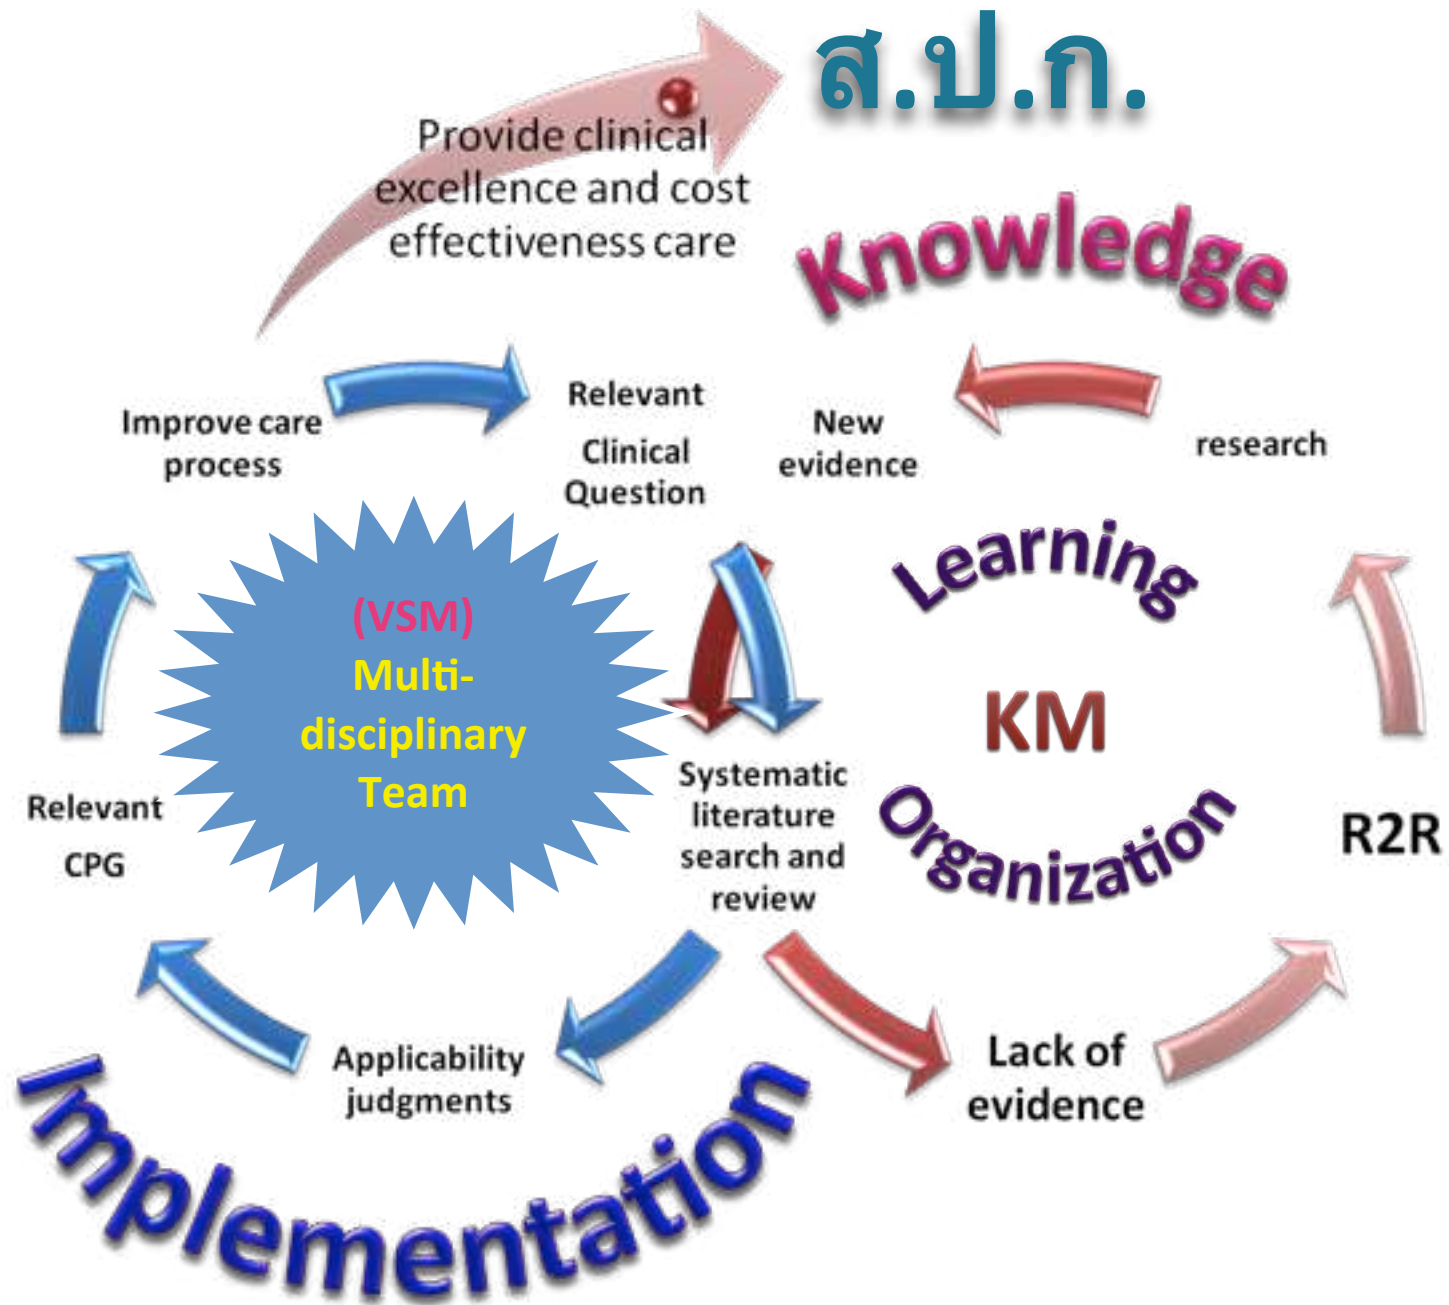 ส.ป.ก.
Provide clinical
excellence and cost
effectiveness care
Knowledge
Improve care
process
Relevant
Clinical
Question
New
evidence
research
(VSM)
Multi-
disciplinary
Team
Learning
KM
Organization
Systematic
literature
search and
review
Relevant
CPG
R2R
Applicability
judgments
Lack of
evidence
Implementation